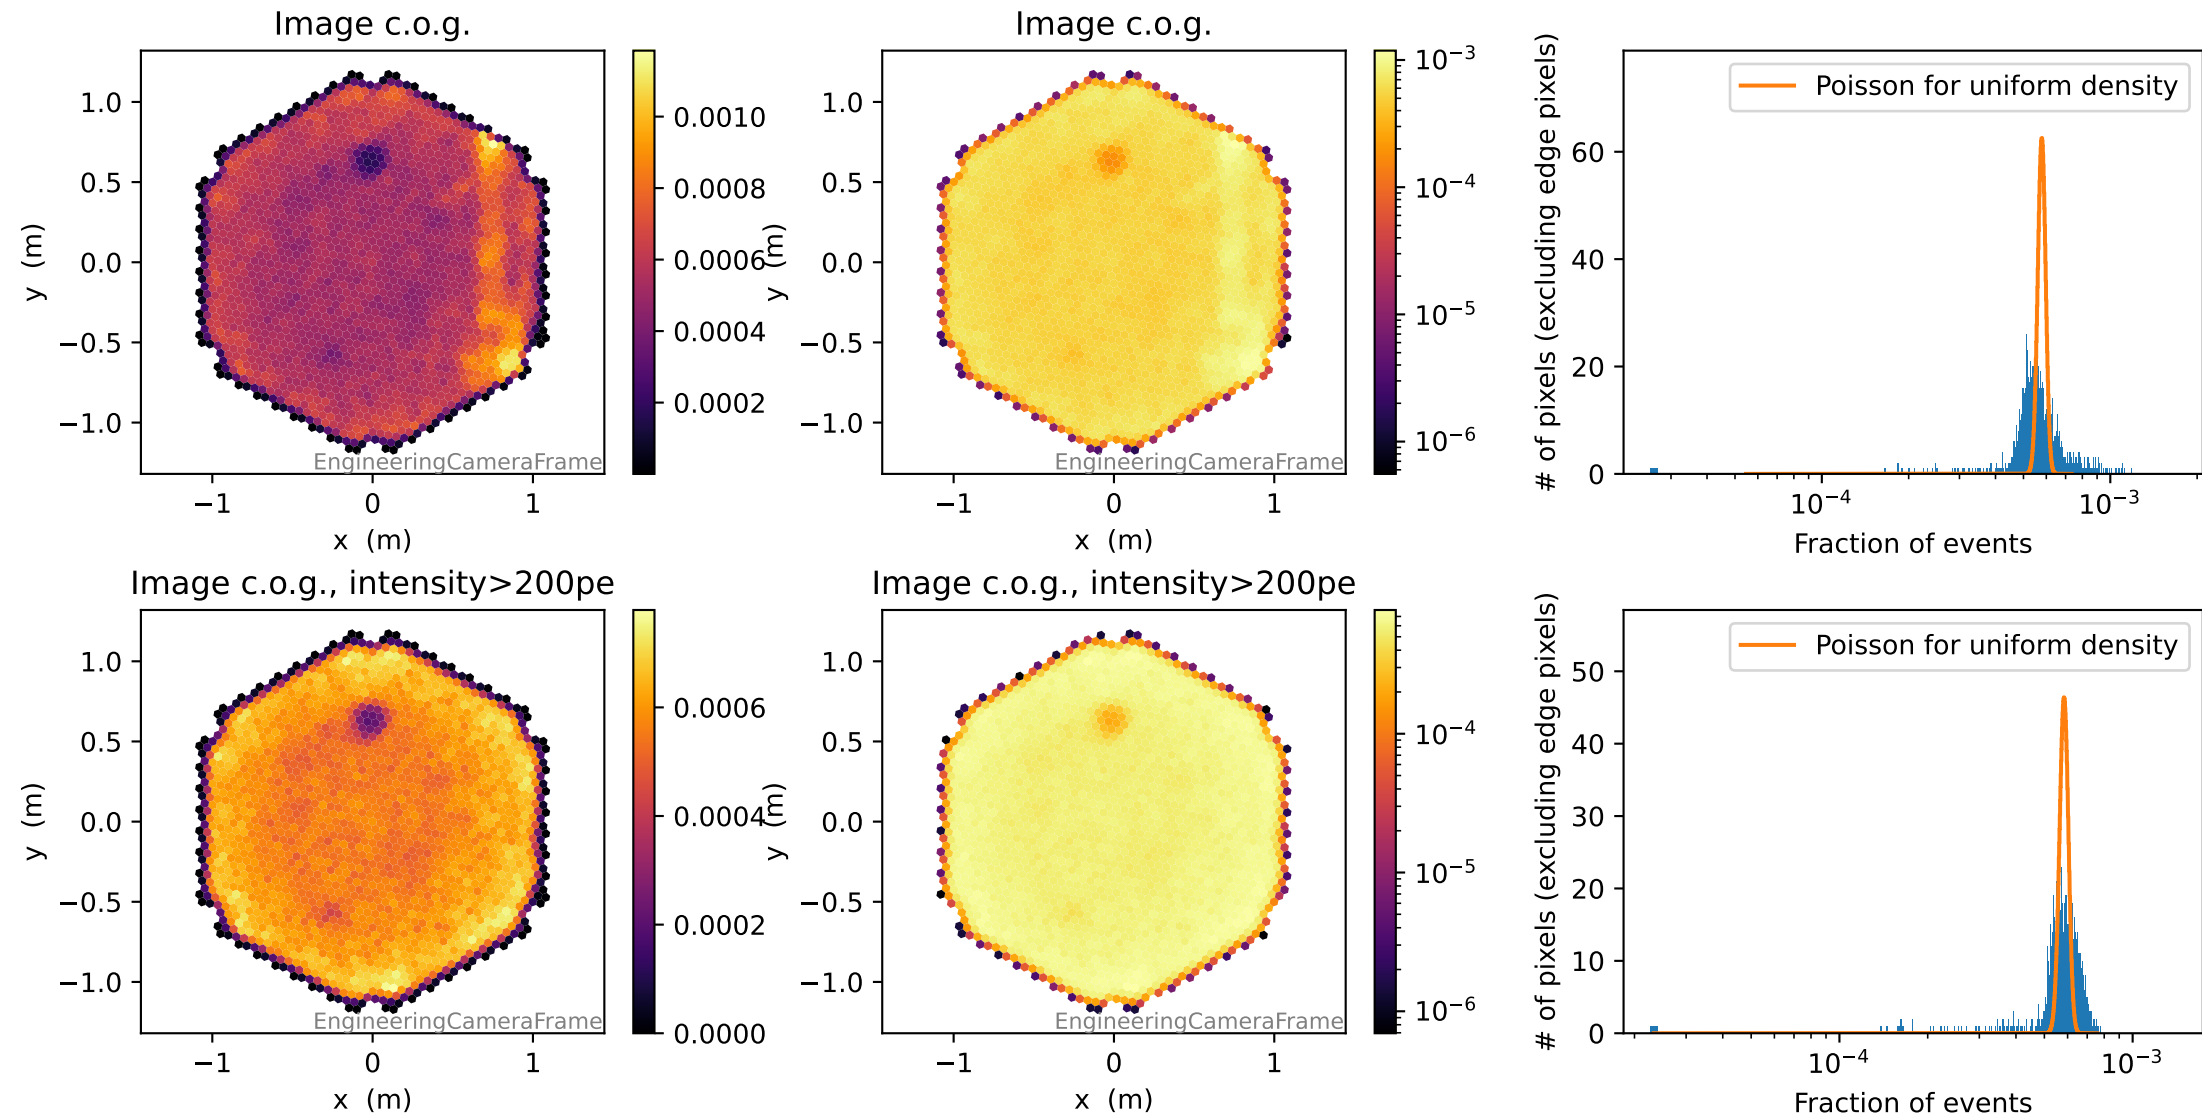 Image c.o.g.
1.0
0.5
0.0
−0.5
−1.0
y (m)
−1
0
1
x (m)
EngineeringCameraFrame
0.0010
0.0008
0.0006
0.0004
0.0002
Image c.o.g.
1.0
0.5
0.0
−0.5
−1.0
y (m)
−1
0
1
x (m)
EngineeringCameraFrame
10⁻³
10⁻⁴
10⁻⁵
10⁻⁶
Poisson for uniform density
60
40
20
0
# of pixels (excluding edge pixels)
10⁻⁴
10⁻³
Fraction of events
Image c.o.g., intensity>200pe
1.0
0.5
0.0
−0.5
−1.0
y (m)
−1
0
1
x (m)
EngineeringCameraFrame
0.0006
0.0004
0.0002
0.0000
Image c.o.g., intensity>200pe
1.0
0.5
0.0
−0.5
−1.0
y (m)
−1
0
1
x (m)
EngineeringCameraFrame
10⁻⁴
10⁻⁵
10⁻⁶
Poisson for uniform density
50
40
30
20
10
0
# of pixels (excluding edge pixels)
10⁻⁴
10⁻³
Fraction of events